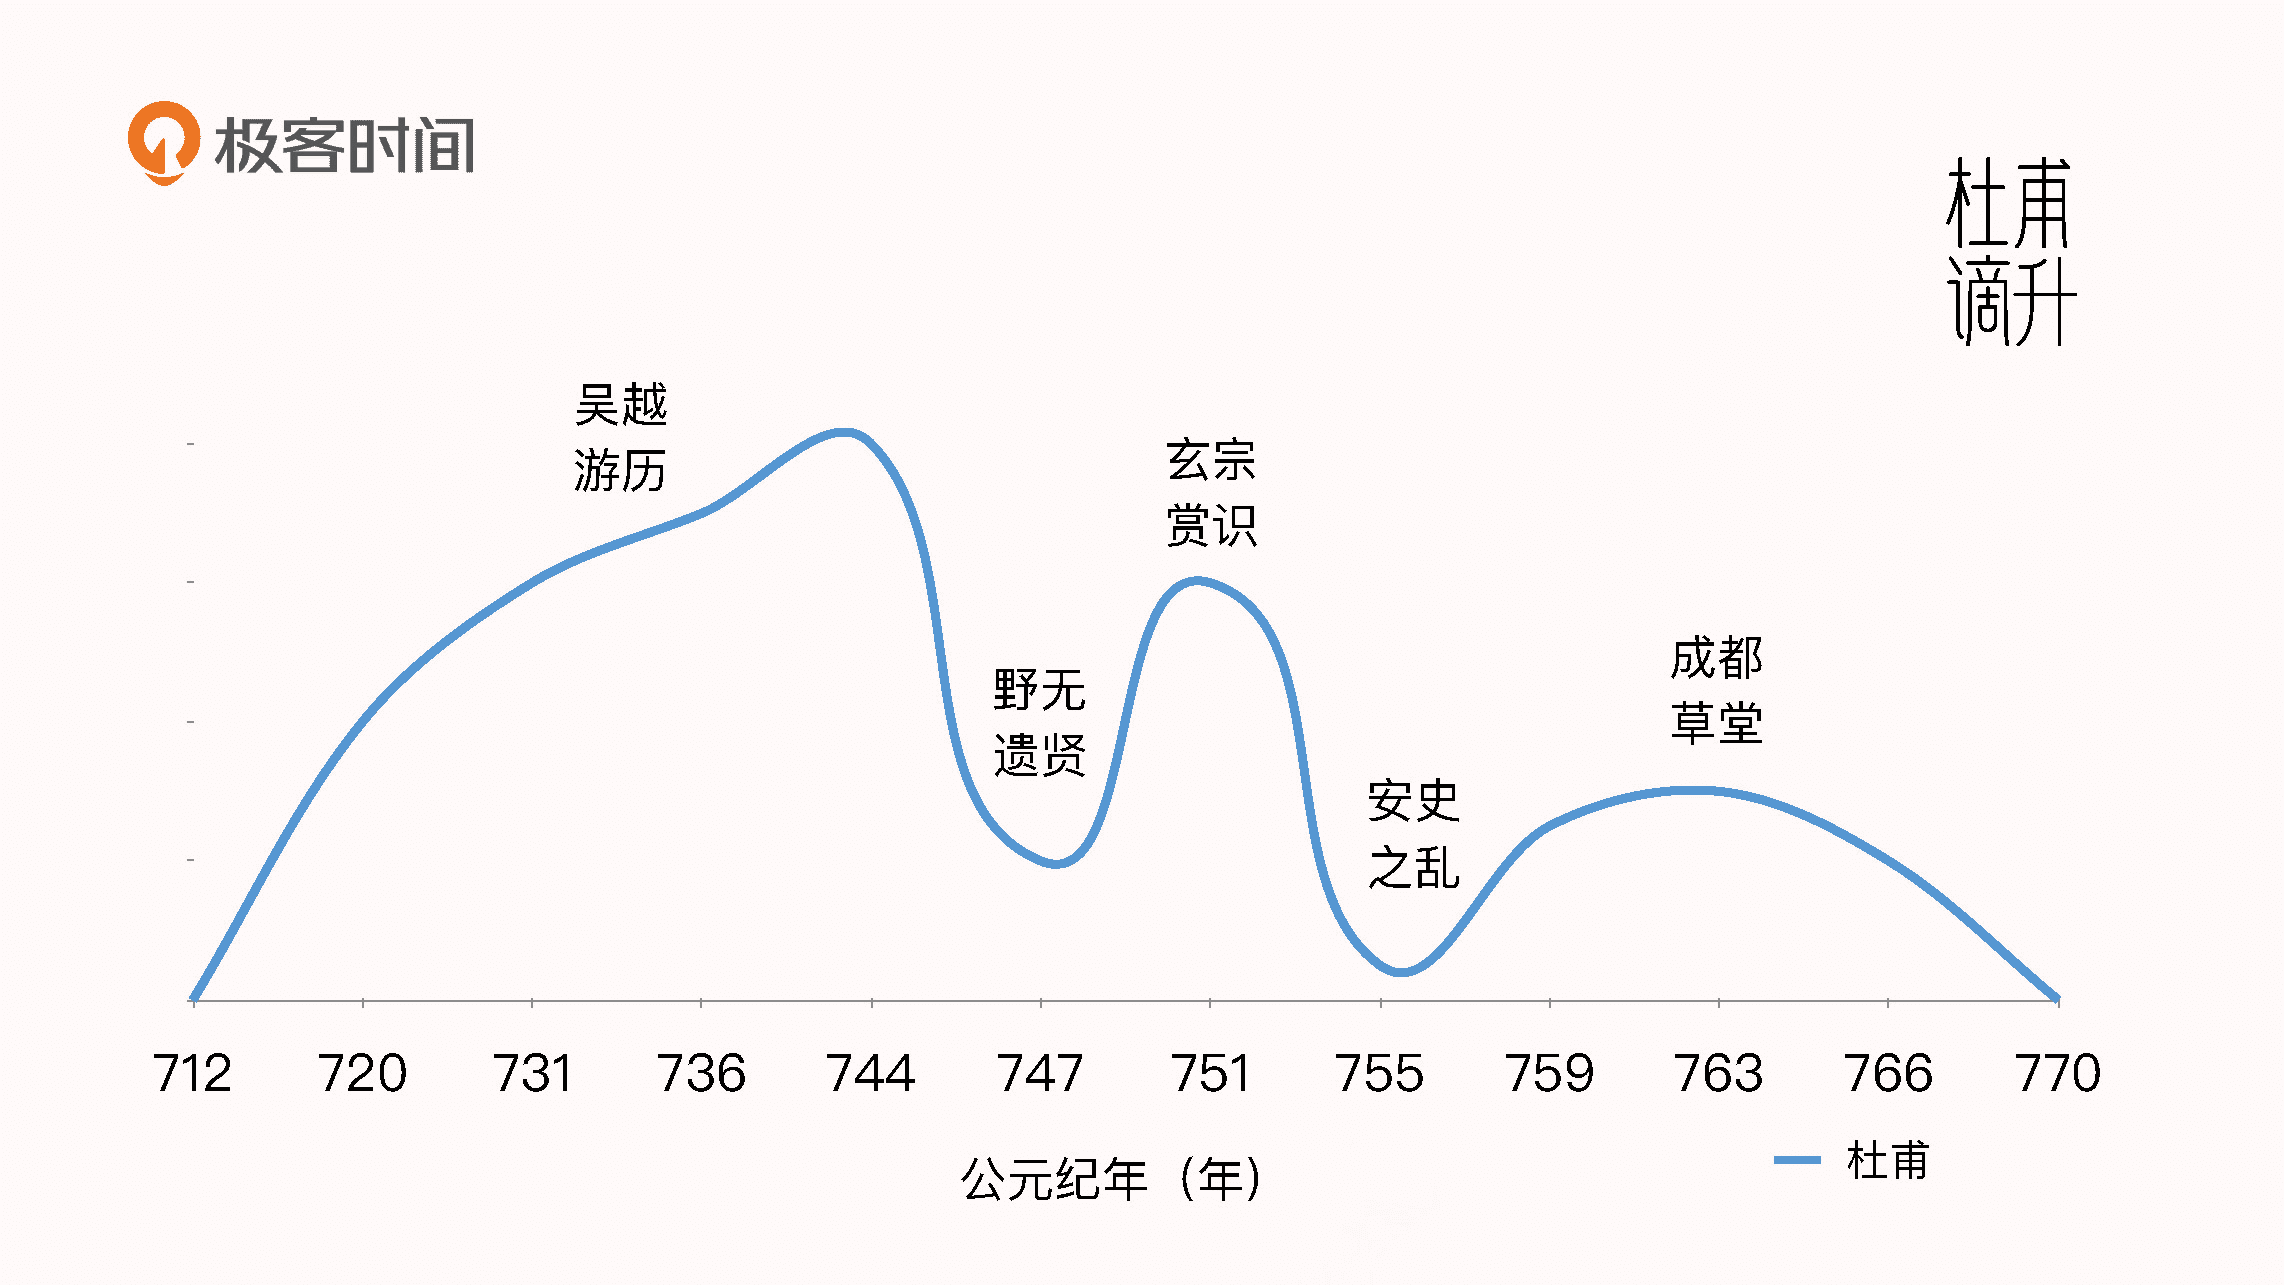 极客时间
杜甫
谪升
吴越
游历
玄宗
赏识
野无
遗贤
成都
草堂
安史
之乱
712 720 731 736 744 747 751 755 759 763 766 770
公元纪年（年）
杜甫